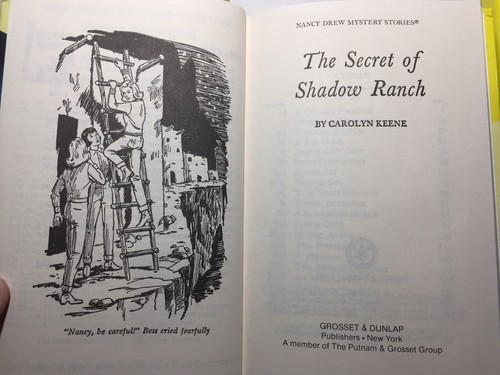 "Nancy, be careful!" Bess cried fearfully
NANCY DREW MYSTERY STORIES®
The Secret of
Shadow Ranch
BY CAROLYN KEENE
GROSSET & DUNLAP
Publishers • New York
A member of The Putnam & Grosset Group